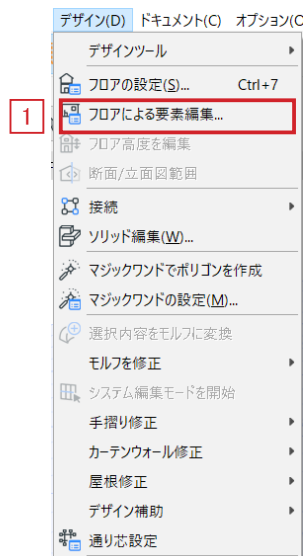 デザイン(D) ドキュメント(C) オプション(O
デザインツール
フロアの設定(S)... Ctrl+7
1 フロアによる要素編集...
フロア高度を編集
断面/立面図範囲
接続
ソリッド編集(W)...
マジックワンドでポリゴンを作成
マジックワンドの設定(M)...
選択内容をモルフに変換
モルフを修正
システム編集モードを開始
手摺り修正
カーテンウォール修正
屋根修正
デザイン補助
通り芯設定